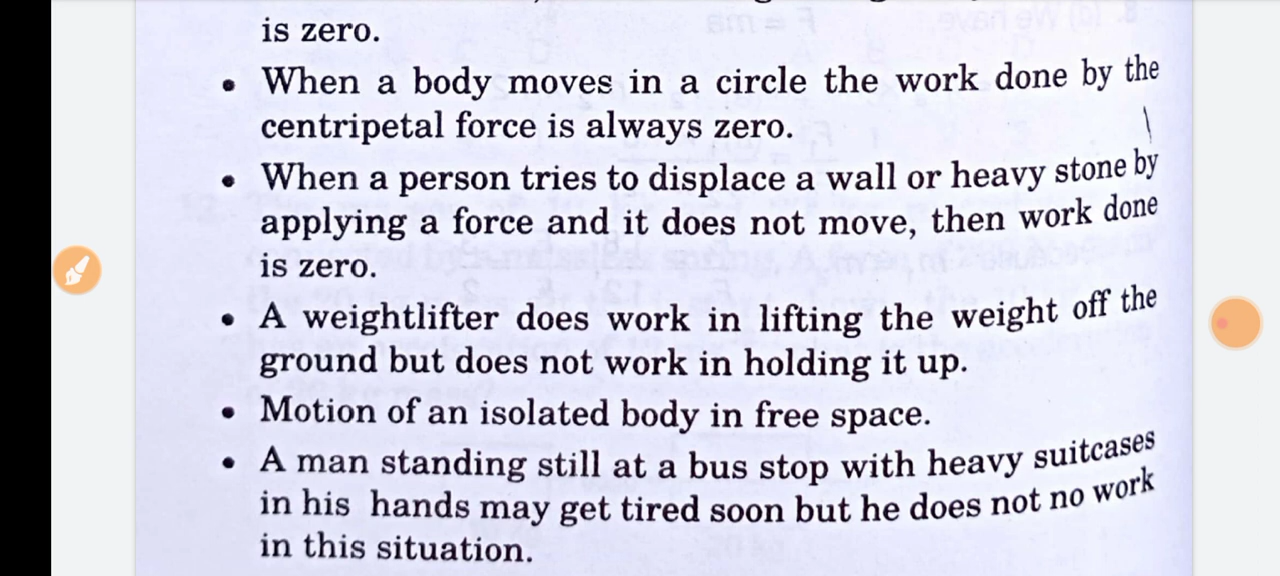 is zero.
• When a body moves in a circle the work done by the
centripetal force is always zero.
• When a person tries to displace a wall or heavy stone by
applying a force and it does not move, then work done
is zero.
• A weightlifter does work in lifting the weight off the
ground but does not work in holding it up.
• Motion of an isolated body in free space.
• A man standing still at a bus stop with heavy suitcases
in his hands may get tired soon but he does not no work
in this situation.